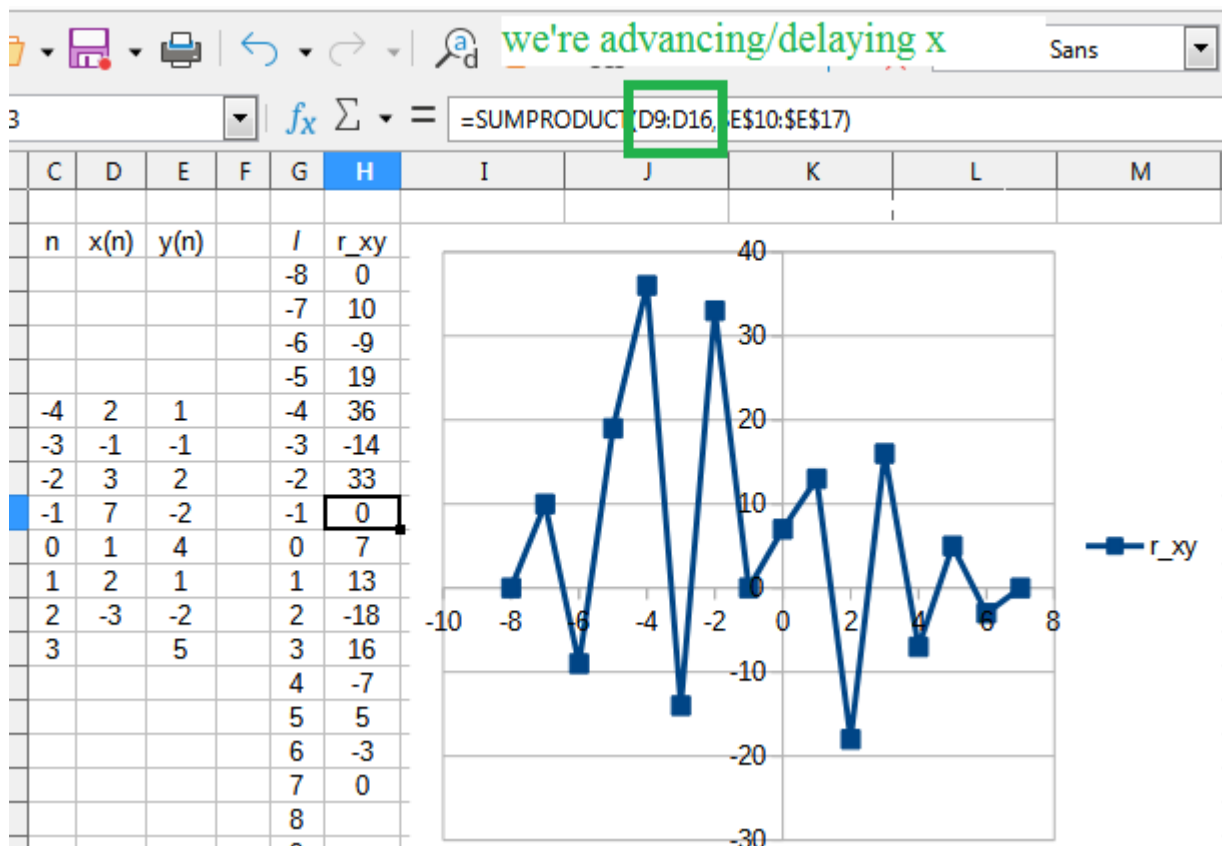 we're advancing/delaying x
Sans
3 fx Σ = =SUMPRODUCT(D9:D16, E$10:$E$17)
C D E F G H I J K L M
n x(n) y(n) l r_xy
-8 0
-7 10
-6 -9
-5 19
-4 2 1 -4 36
-3 -1 -1 -3 -14
-2 3 2 -2 33
-1 7 -2 -1 0
0 1 4 0 7
1 2 1 1 13
2 -3 -2 2 -18
3 5 3 16
4 -7
5 5
6 -3
7 0
8
40
30
20
10
0
-10 -8 -6 -4 -2 0 2 4 6 8
-10
-20
-30
r_xy